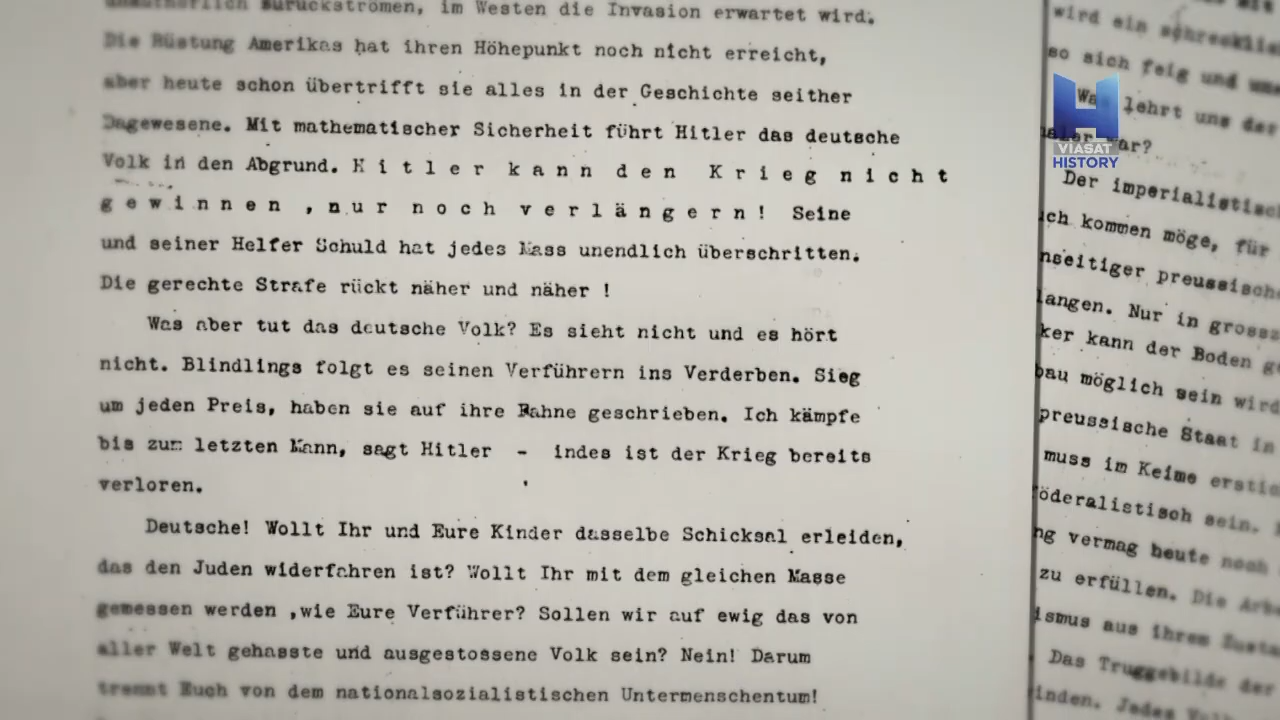 zurückströmen, im Westen die Invasion erwartet wird.
Die Rüstung Amerikas hat ihren Höhepunkt noch nicht erreicht,
aber heute schon übertrifft sie alles in der Geschichte seither
Dagewesene. Mit mathematischer Sicherheit führt Hitler das deutsche
Volk in den Abgrund. H i t l e r k a n n d e n K r i e g n i c h t
g e w i n n e n , n u r n o c h v e r l ä n g e r n ! Seine
und seiner Helfer Schuld hat jedes Mass unendlich überschritten.
Die gerechte Strafe rückt näher und näher !
Was aber tut das deutsche Volk? Es sieht nicht und es hört
nicht. Blindlings folgt es seinen Verführern ins Verderben. Sieg
um jeden Preis, haben sie auf ihre Fahne geschrieben. Ich kämpfe
bis zum letzten Mann, sagt Hitler - indes ist der Krieg bereits
verloren.
Deutsche! Wollt Ihr und Eure Kinder dasselbe Schicksal erleiden,
das den Juden widerfahren ist? Wollt Ihr mit dem gleichen Masse
gemessen werden ,wie Eure Verführer? Sollen wir auf ewig das von
aller Welt gehasste und ausgestossene Volk sein? Nein! Darum
trennt Euch von dem nationalsozialistischen Untermenschentum!
wird ein
so sich feig und
lehrt uns der
war?
Der
kommen möge, für
preussische
langen. Nur in
ker kann der Boden
bau möglich sein wird
preussische Staat in
muss im Keime
öderalistisch sein.
ng vermag heute noch
zu erfüllen. Die
ismus aus ihrem
Das Truggebilde der
inden. Jedes
H
VIASAT
HISTORY